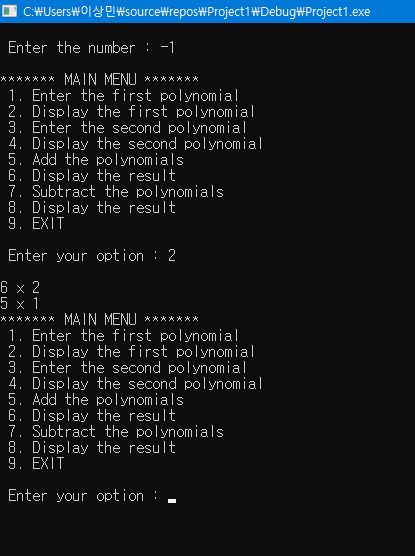 C:₩Users₩이상민₩source₩repos₩Project1₩Debug₩Project1.exe
Enter the number : -1
******* MAIN MENU *******
1. Enter the first polynomial
2. Display the first polynomial
3. Enter the second polynomial
4. Display the second polynomial
5. Add the polynomials
6. Display the result
7. Subtract the polynomials
8. Display the result
9. EXIT
Enter your option : 2
6 x 2
5 x 1
******* MAIN MENU *******
1. Enter the first polynomial
2. Display the first polynomial
3. Enter the second polynomial
4. Display the second polynomial
5. Add the polynomials
6. Display the result
7. Subtract the polynomials
8. Display the result
9. EXIT
Enter your option :